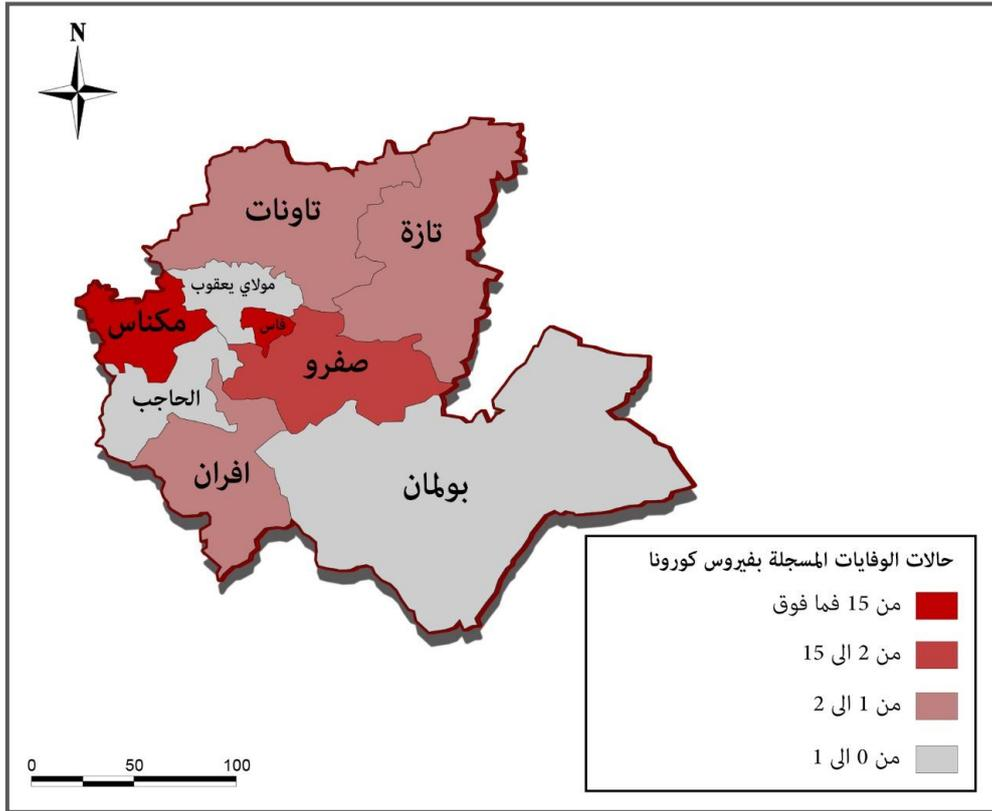 N
تاونات
تازة
مولاي يعقوب
مكناس
فاس
صفرو
الحاجب
افران
بولمان
حالات الوفايات المسجلة بفيروس كورونا
من 15 فما فوق
من 2 الى 15
من 1 الى 2
من 0 الى 1
0 50 100